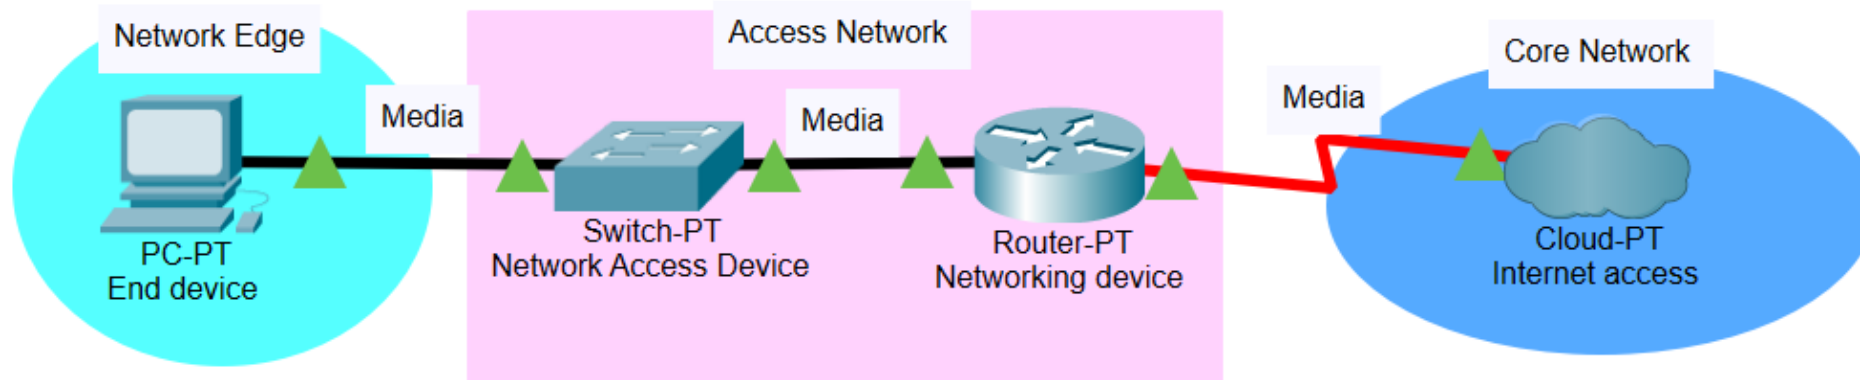 Network Edge
Access Network
Core Network
Media
Media
Media
PC-PT
End device
Switch-PT
Network Access Device
Router-PT
Networking device
Cloud-PT
Internet access